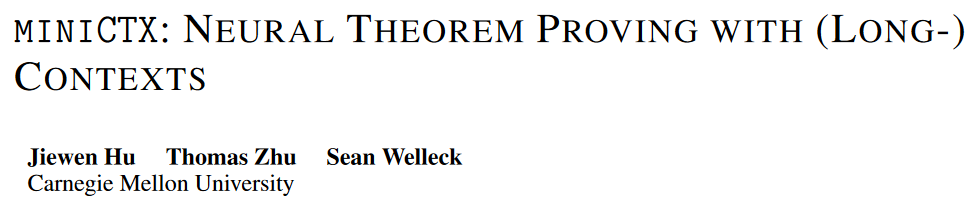 MINICTX: NEURAL THEOREM PROVING WITH (LONG-)
CONTEXTS
Jiewen Hu Thomas Zhu Sean Welleck
Carnegie Mellon University